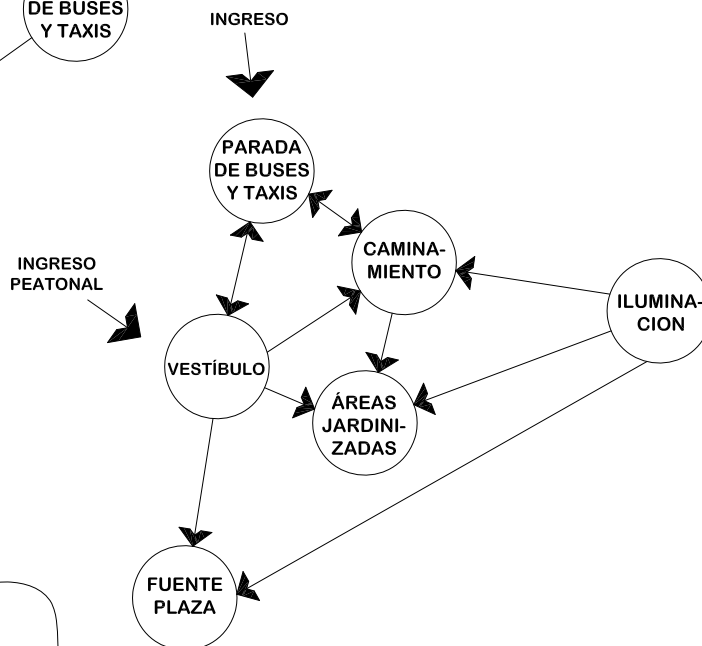 DE BUSES
Y TAXIS
INGRESO
PARADA
DE BUSES
Y TAXIS
CAMINA-
MIENTO
INGRESO
PEATONAL
ILUMINA-
CION
VESTÍBULO
ÁREAS
JARDINI-
ZADAS
FUENTE
PLAZA